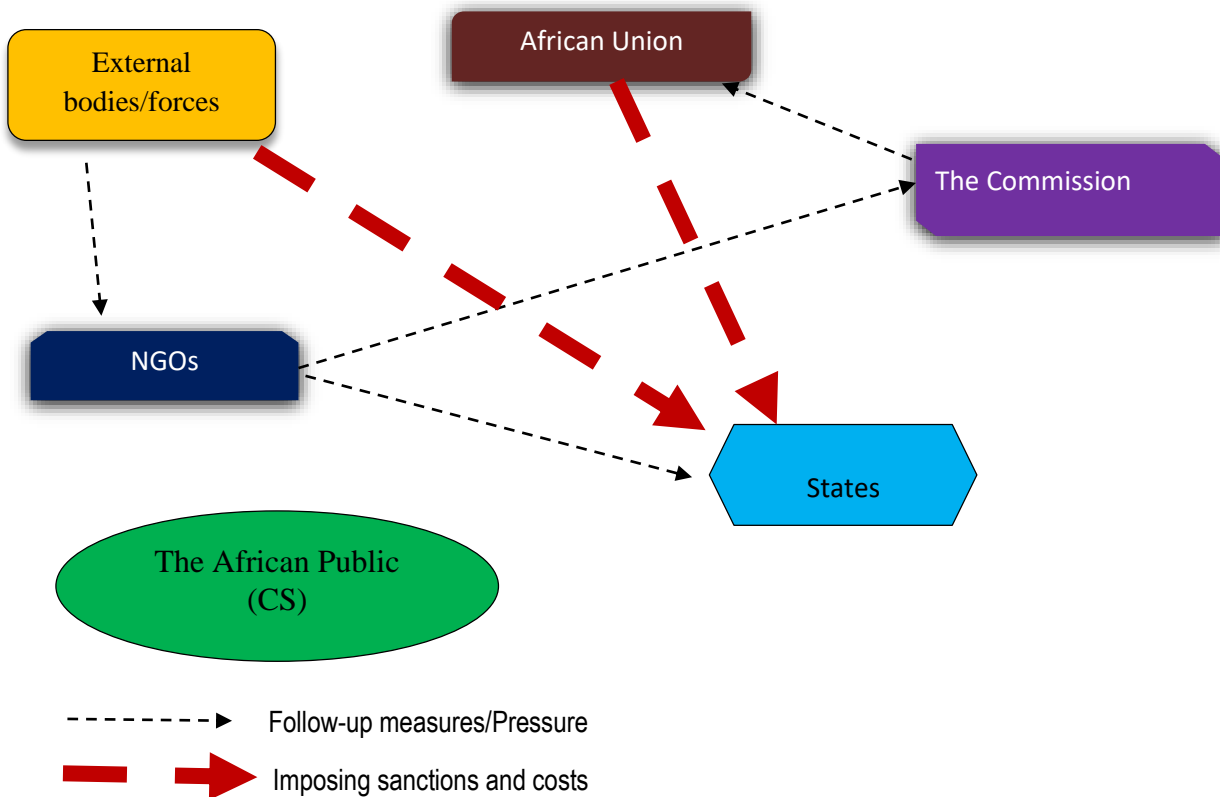 African Union
External
bodies/forces
The Commission
NGOs
States
The African Public
(CS)
Follow-up measures/Pressure
Imposing sanctions and costs